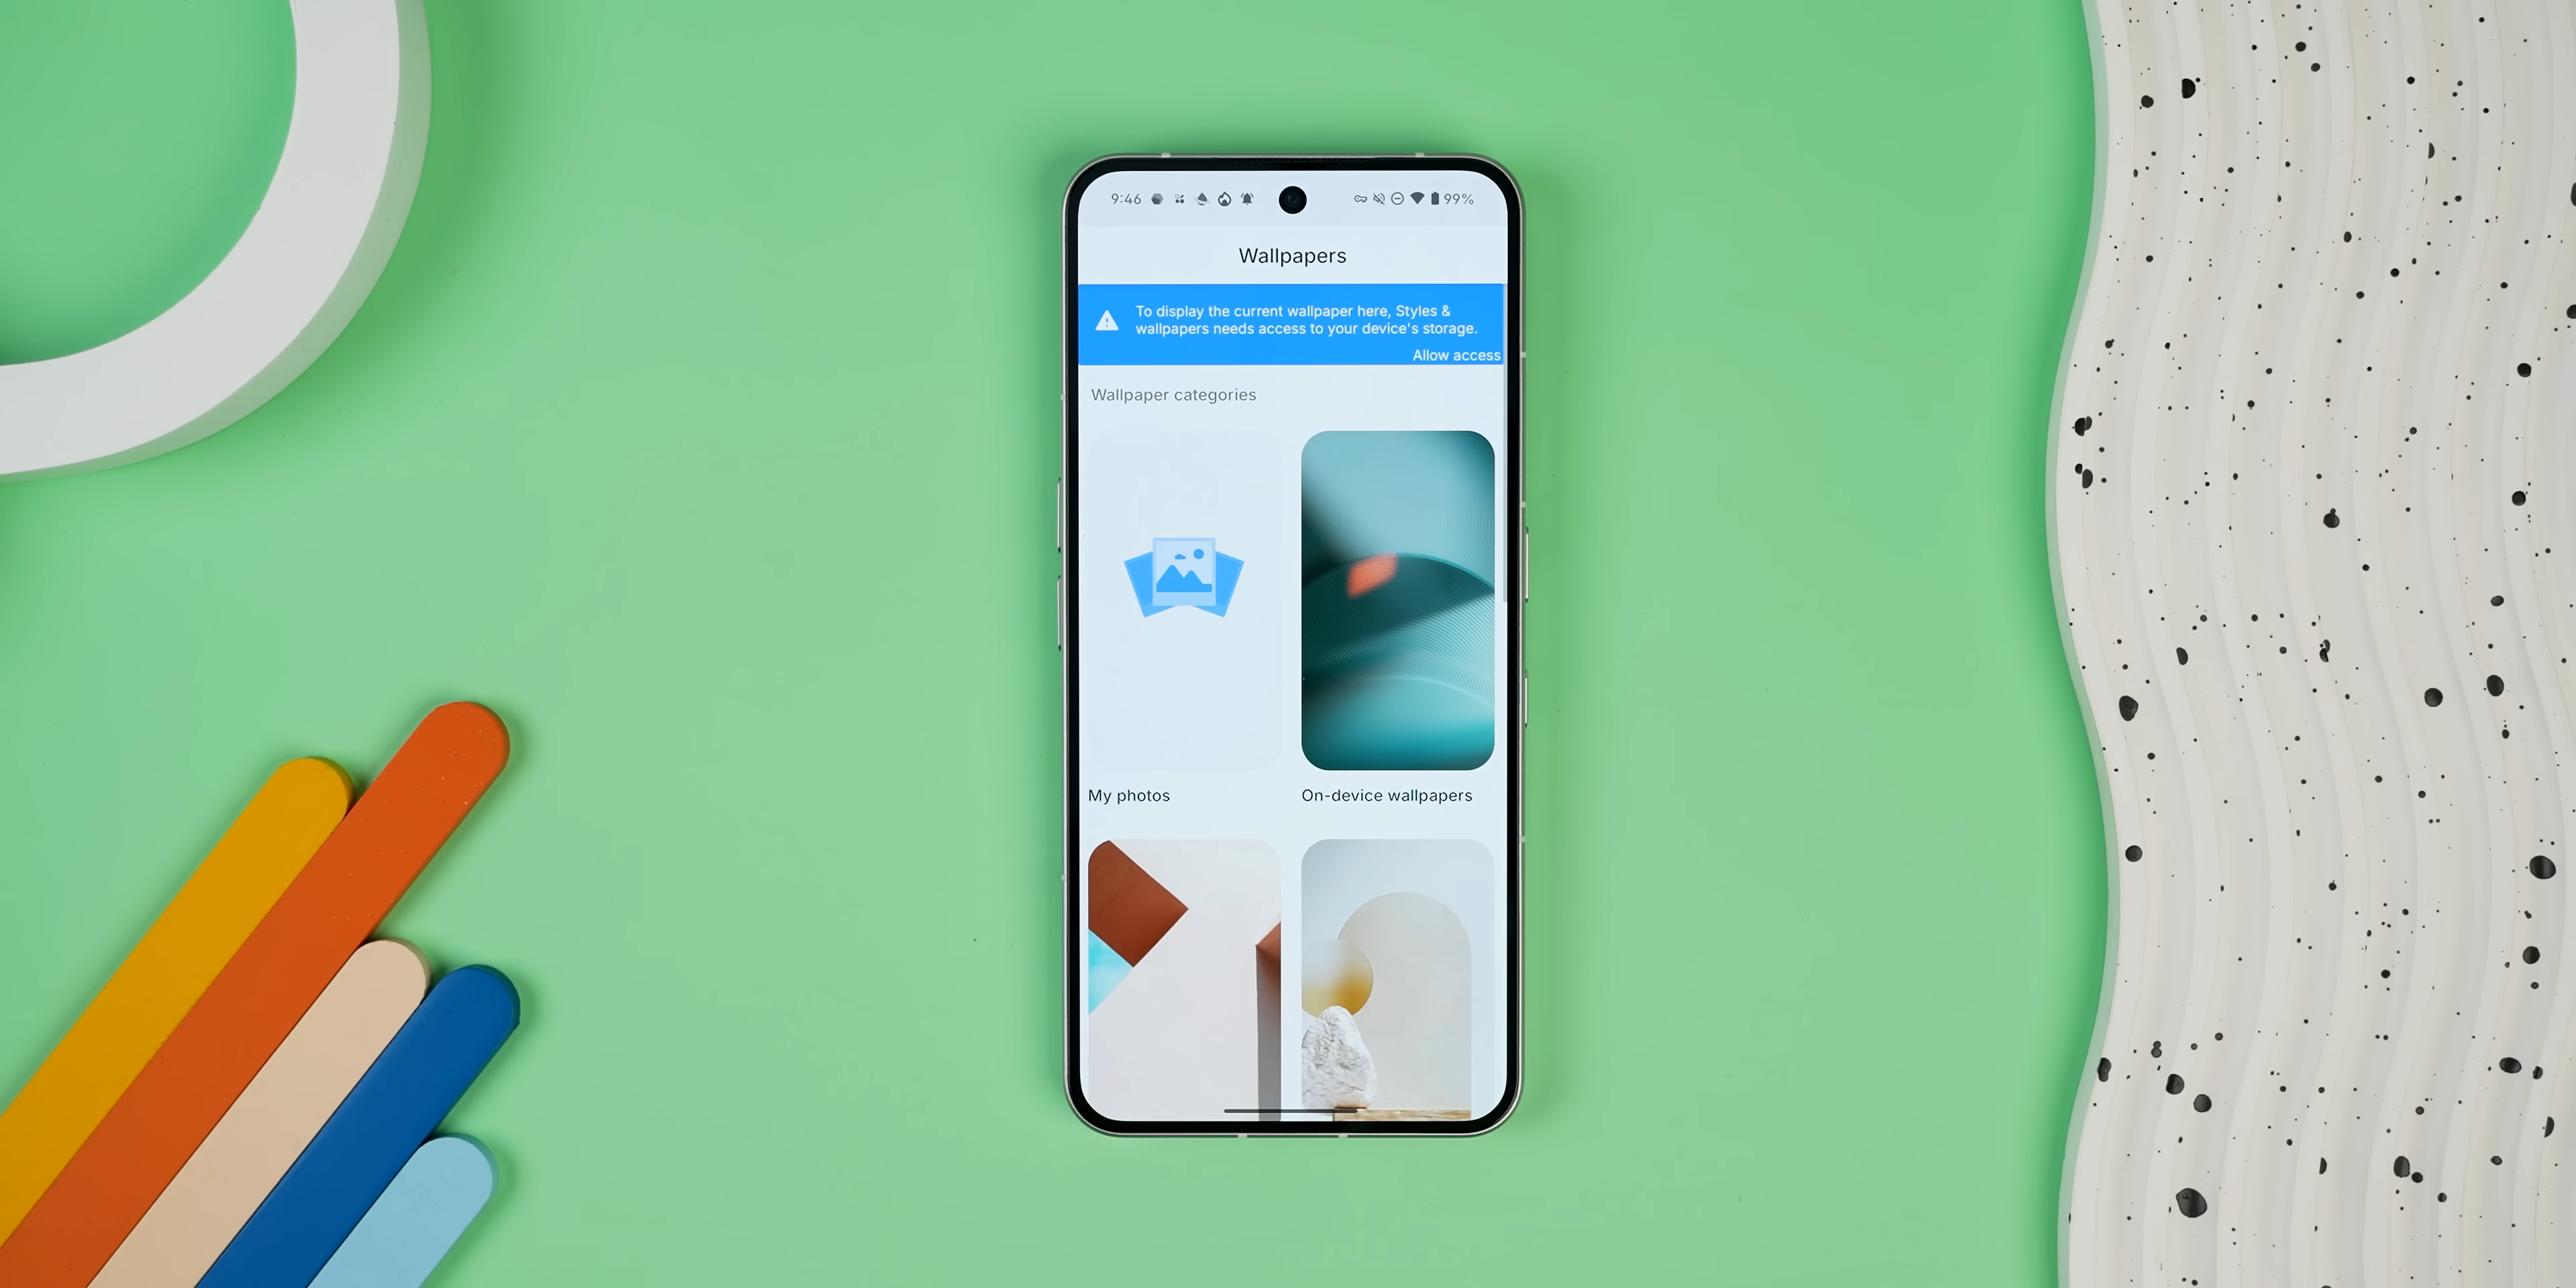 9:46 99%
Wallpapers
To display the current wallpaper here, Styles &
wallpapers needs access to your device's storage.
Allow access
Wallpaper categories
My photos
On-device wallpapers